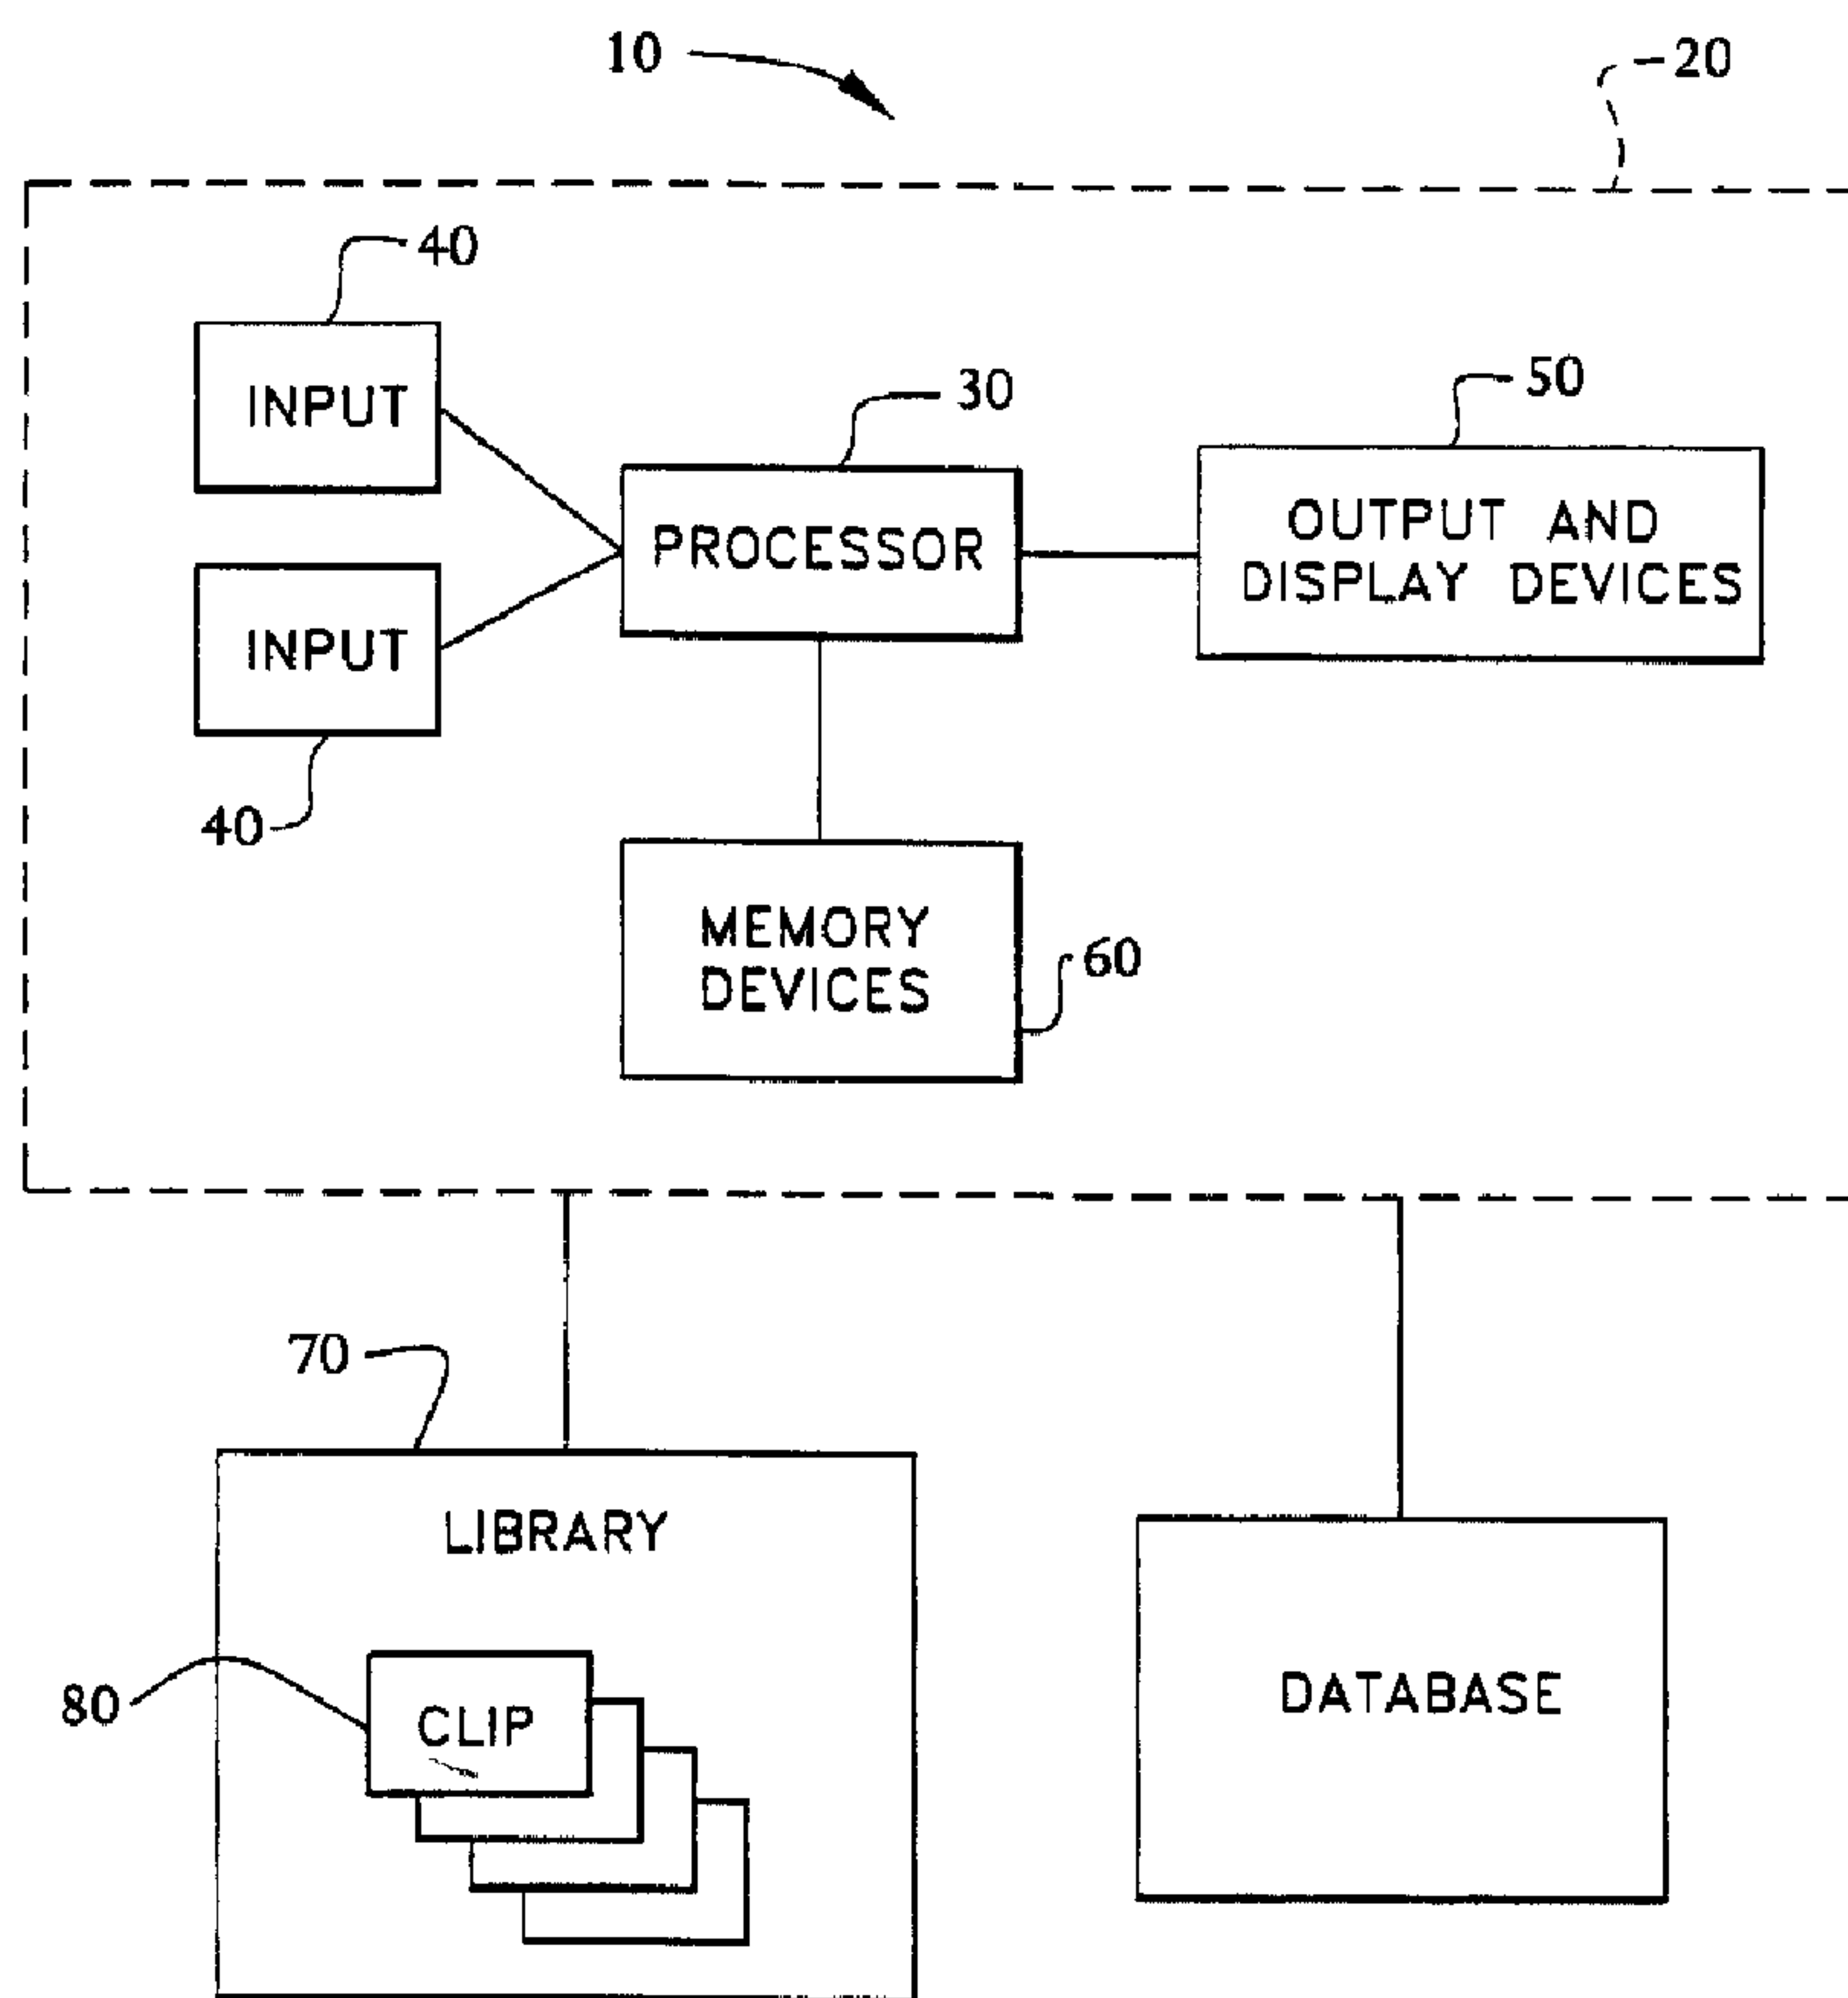 10
-20
40
INPUT
30
50
PROCESSOR
OUTPUT AND
DISPLAY DEVICES
INPUT
40
MEMORY
DEVICES
60
70
LIBRARY
80
CLIP
DATABASE